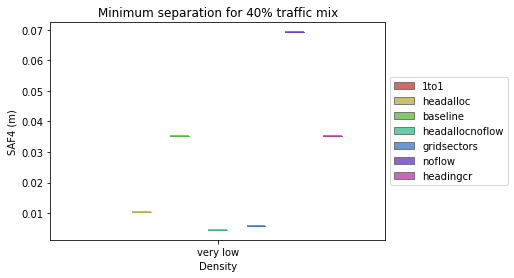 Minimum separation for 40% traffic mix
SAF4 (m)
0.07
0.06
0.05
0.04
0.03
0.02
0.01
very low
Density
1to1
headalloc
baseline
headallocnoflow
gridsectors
noflow
headingcr